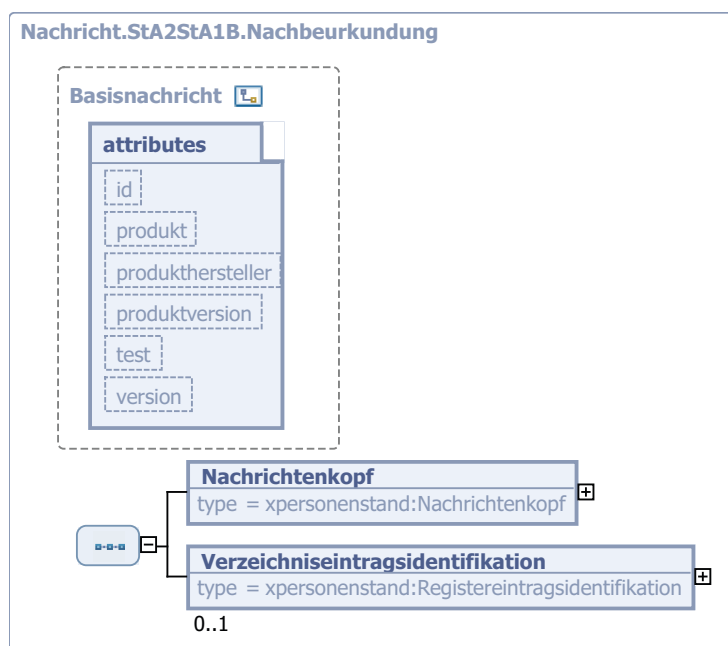 Nachricht.StA2StA1B.Nachbeurkundung
Basisnachricht
attributes
id
produkt
produkthersteller
produktversion
test
version
Nachrichtenkopf
type = xpersonenstand:Nachrichtenkopf
Verzeichniseintragsidentifikation
type = xpersonenstand:Registereintragsidentifikation
0..1